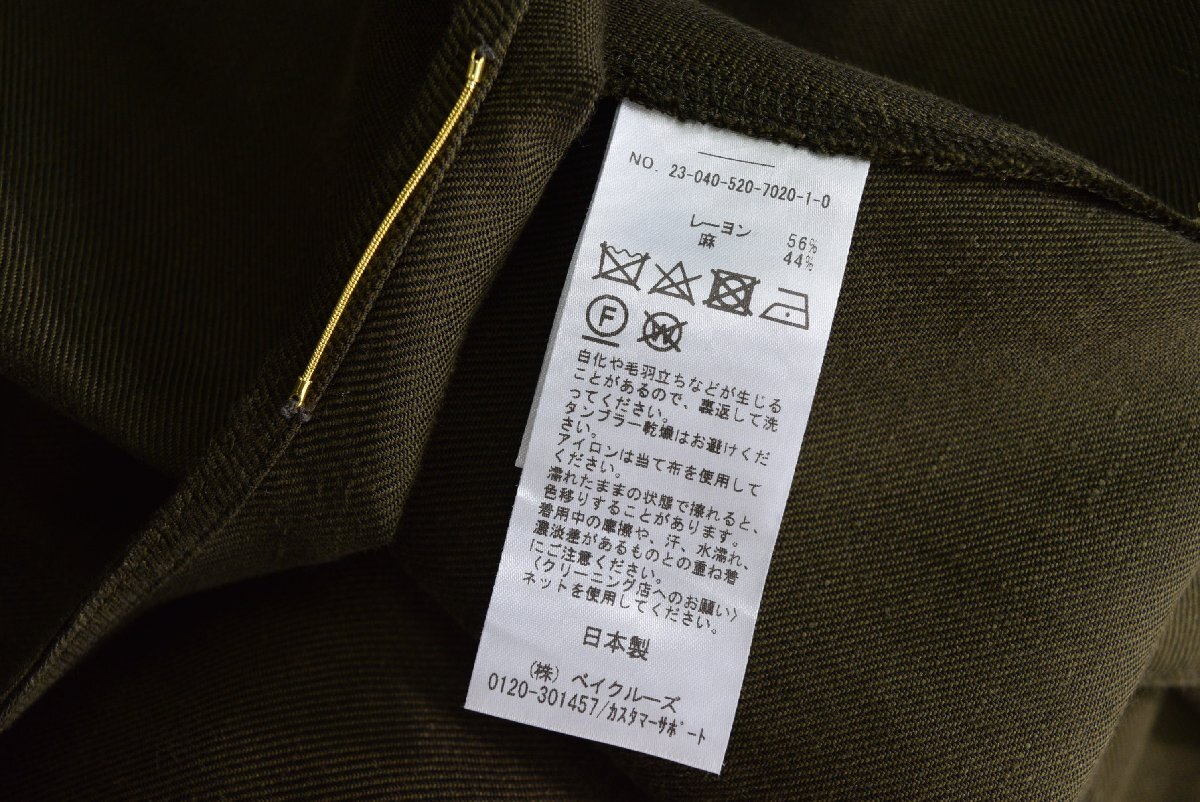 NO. 23-040-520-7020-1-0
レーヨン 56%
麻 44%
F
W
白化や毛羽立ちなどが生じる
ことがあるので、裏返して洗
ってください。
タンブラー乾燥はお避けくだ
さい。
アイロンは当て布を使用して
ください。
濡れたままの状態で擦れると、
色移りすることがあります。
着用中の摩擦や、汗、水濡れ、
濃淡差があるものとの重ね着
にご注意ください。
〈クリーニング店へのお願い〉
ネットを使用してください。
日本製
(株) ベイクルーズ
0120-301457/カスタマーサポート